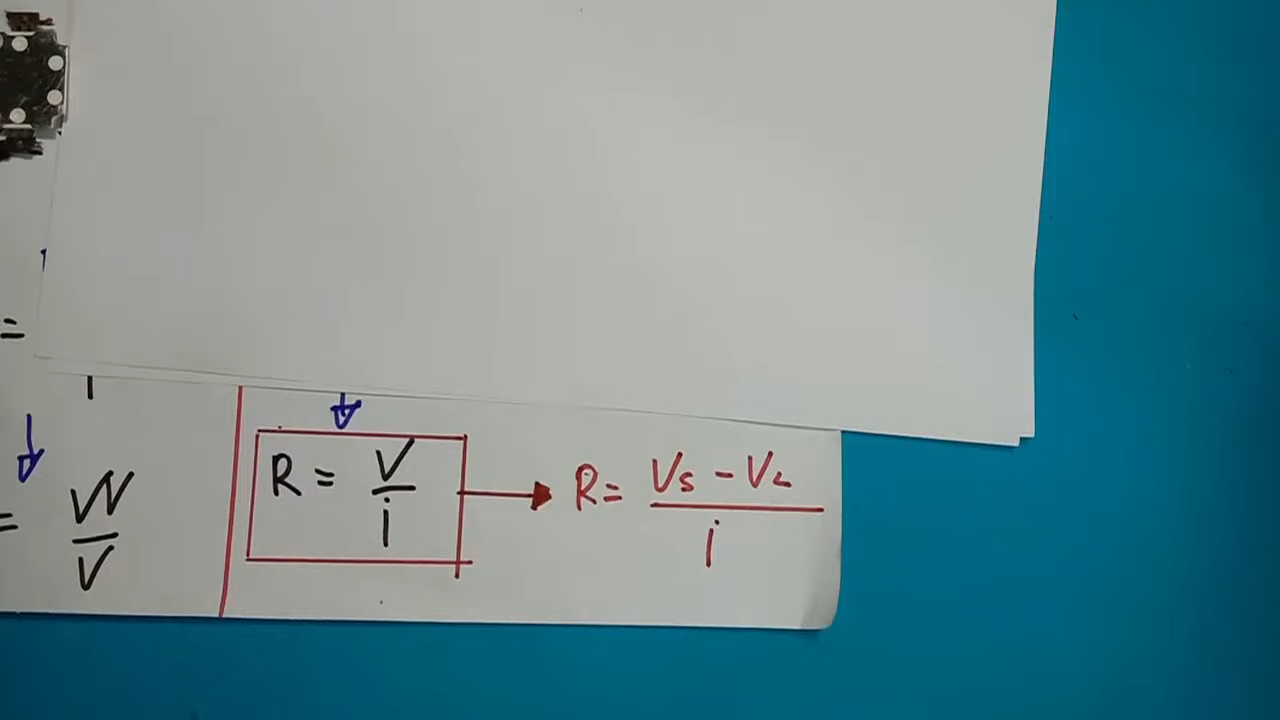 =
R = V/i → R = Vs - VL / i
= W/V